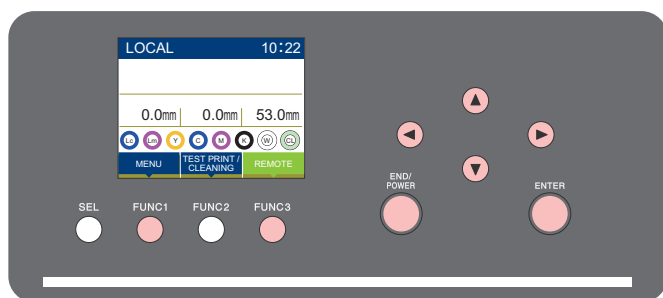 LOCAL 10:22
0.0mm 0.0mm 53.0mm
Lc Lm Y C M K W CL
MENU TEST PRINT / CLEANING REMOTE
END/
POWER ENTER
SEL FUNC1 FUNC2 FUNC3